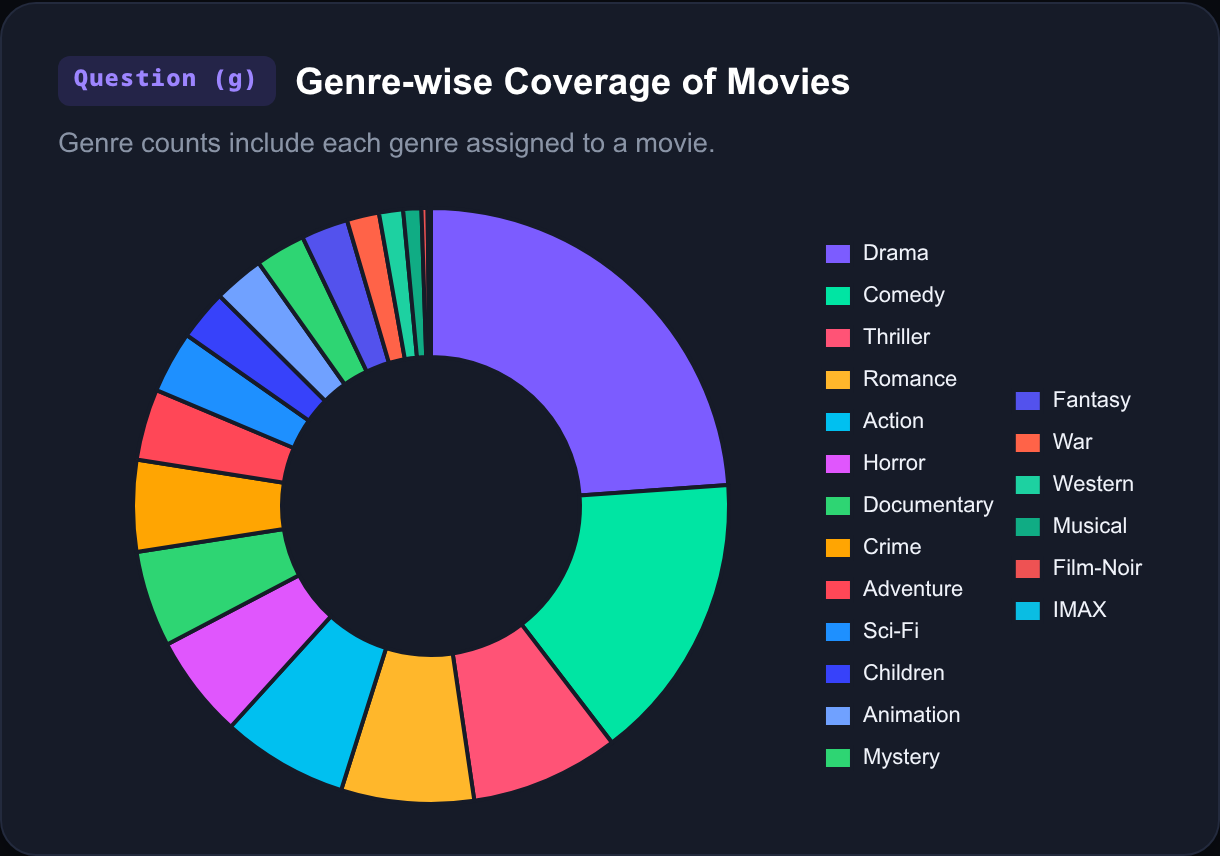 Question (g)
Genre-wise Coverage of Movies
Genre counts include each genre assigned to a movie.
Drama
Comedy
Thriller
Romance
Action
Horror
Documentary
Crime
Adventure
Sci-Fi
Children
Animation
Mystery
Fantasy
War
Western
Musical
Film-Noir
IMAX